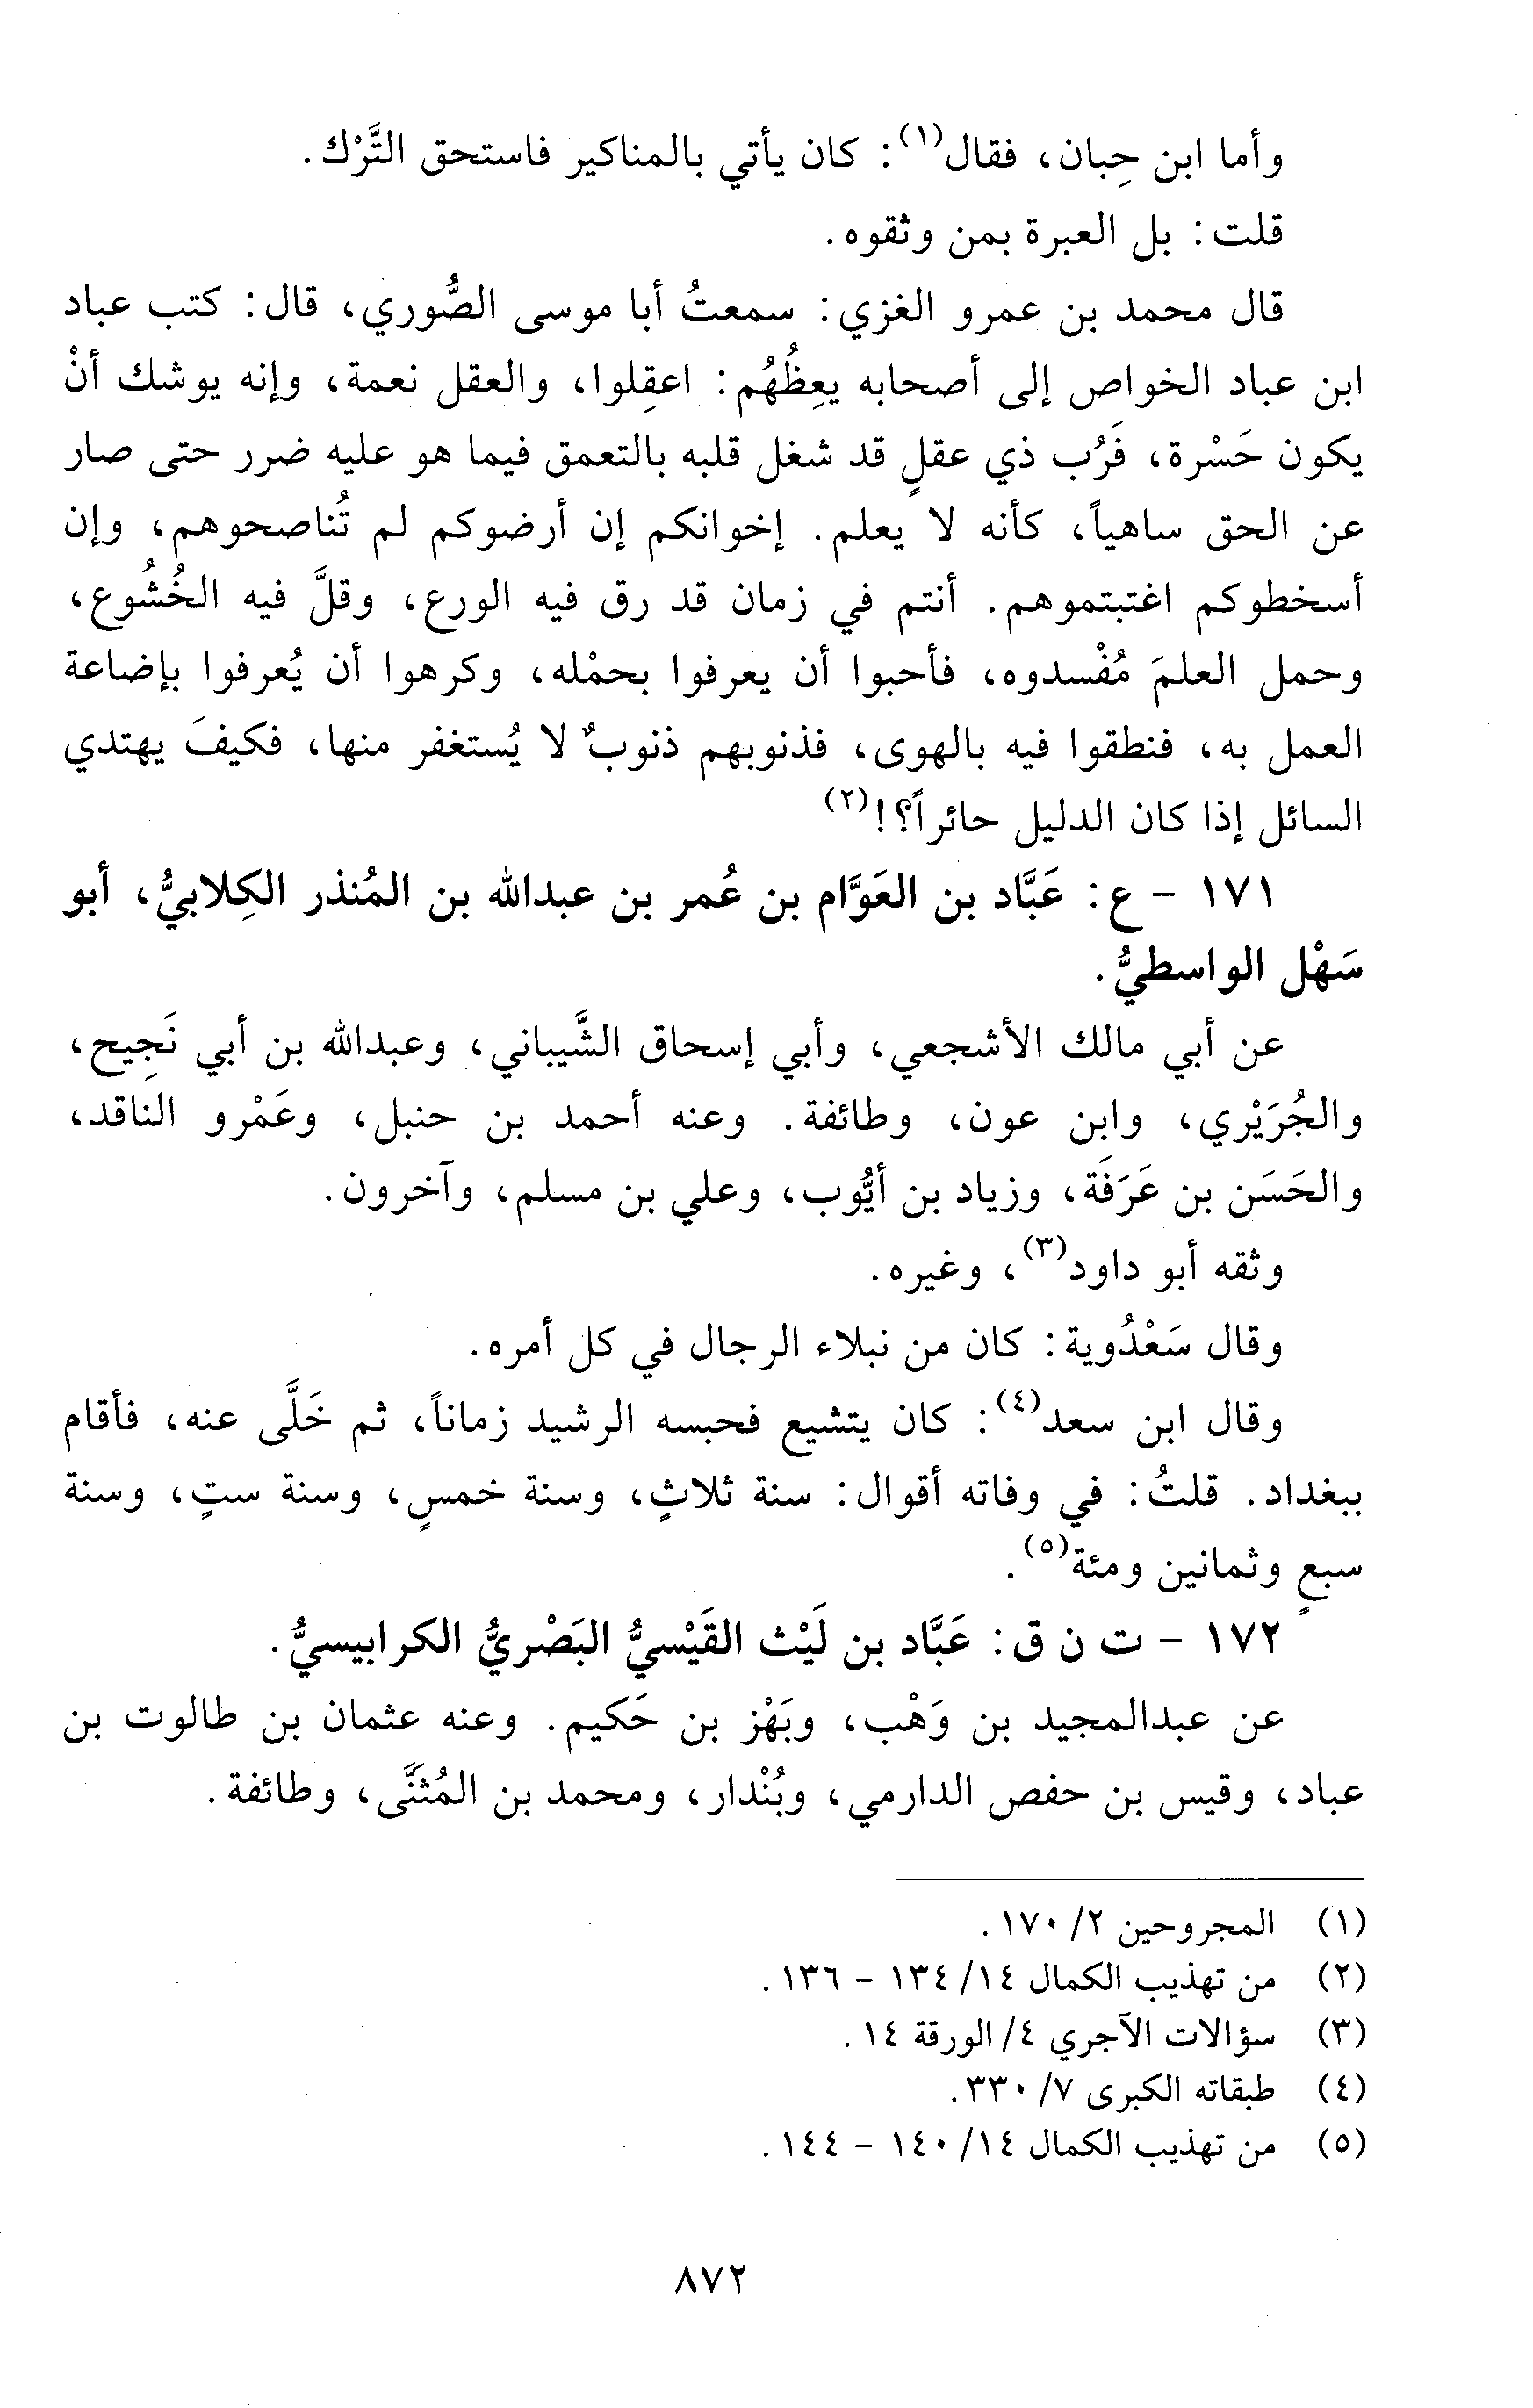 وأما ابن حِبان، فقال(١): كان يأتي بالمناكير فاستحق التَّرْك.
قلت: بل العبرة بمن وثقوه.
قال محمد بن عمرو الغزي: سمعتُ أبا موسى الصُّوري، قال: كتب عباد
ابن عباد الخواص إلى أصحابه يعِظُهُم: اعقِلوا، والعقل نعمة، وإنه يوشك أنْ
يكون حَسْرة، فَرُب ذي عقلٍ قد شغل قلبه بالتعمق فيما هو عليه ضرر حتى صار
عن الحق ساهياً، كأنه لا يعلم. إخوانكم إن أرضوكم لم تُناصحوهم، وإن
أسخطوكم اغتبتموهم. أنتم في زمان قد رق فيه الورع، وقلَّ فيه الخُشُوع،
وحمل العلمَ مُفْسدوه، فأحبوا أن يعرفوا بحمْله، وكرهوا أن يُعرفوا بإضاعة
العمل به، فنطقوا فيه بالهوى، فذنوبهم ذنوبٌ لا يُستغفر منها، فكيفَ يهتدي
السائل إذا كان الدليل حائراً؟!(٢)
١٧١ - ع: عَبَّاد بن العَوَّام بن عُمر بن عبدالله بن المُنذر الكِلابيُّ، أبو
سَهْل الواسطيُّ.
عن أبي مالك الأشجعي، وأبي إسحاق الشَّيباني، وعبدالله بن أبي نَجِيح،
والجُرَيْري، وابن عون، وطائفة. وعنه أحمد بن حنبل، وعَمْرو الناقد،
والحَسَن بن عَرَفَة، وزياد بن أيُّوب، وعلي بن مسلم، وآخرون.
وثقه أبو داود(٣)، وغيره.
وقال سَعْدُوية: كان من نبلاء الرجال في كل أمره.
وقال ابن سعد(٤): كان يتشيع فحبسه الرشيد زماناً، ثم خَلَّى عنه، فأقام
ببغداد. قلتُ: في وفاته أقوال: سنة ثلاثٍ، وسنة خمسٍ، وسنة ستٍ، وسنة
سبعٍ وثمانين ومئة(٥).
١٧٢ - ت ن ق: عَبَّاد بن لَيْث القَيْسيُّ البَصْريُّ الكرابيسيُّ.
عن عبدالمجيد بن وَهْب، وبَهْز بن حَكيم. وعنه عثمان بن طالوت بن
عباد، وقيس بن حفص الدارمي، وبُنْدار، ومحمد بن المُثنَّى، وطائفة.
(١) المجروحين ٢/ ١٧٠.
(٢) من تهذيب الكمال ١٤/ ١٣٤ - ١٣٦.
(٣) سؤالات الآجري ٤/ الورقة ١٤.
(٤) طبقاته الكبرى ٧/ ٣٣٠.
(٥) من تهذيب الكمال ١٤/ ١٤٠ - ١٤٤.
٨٧٢